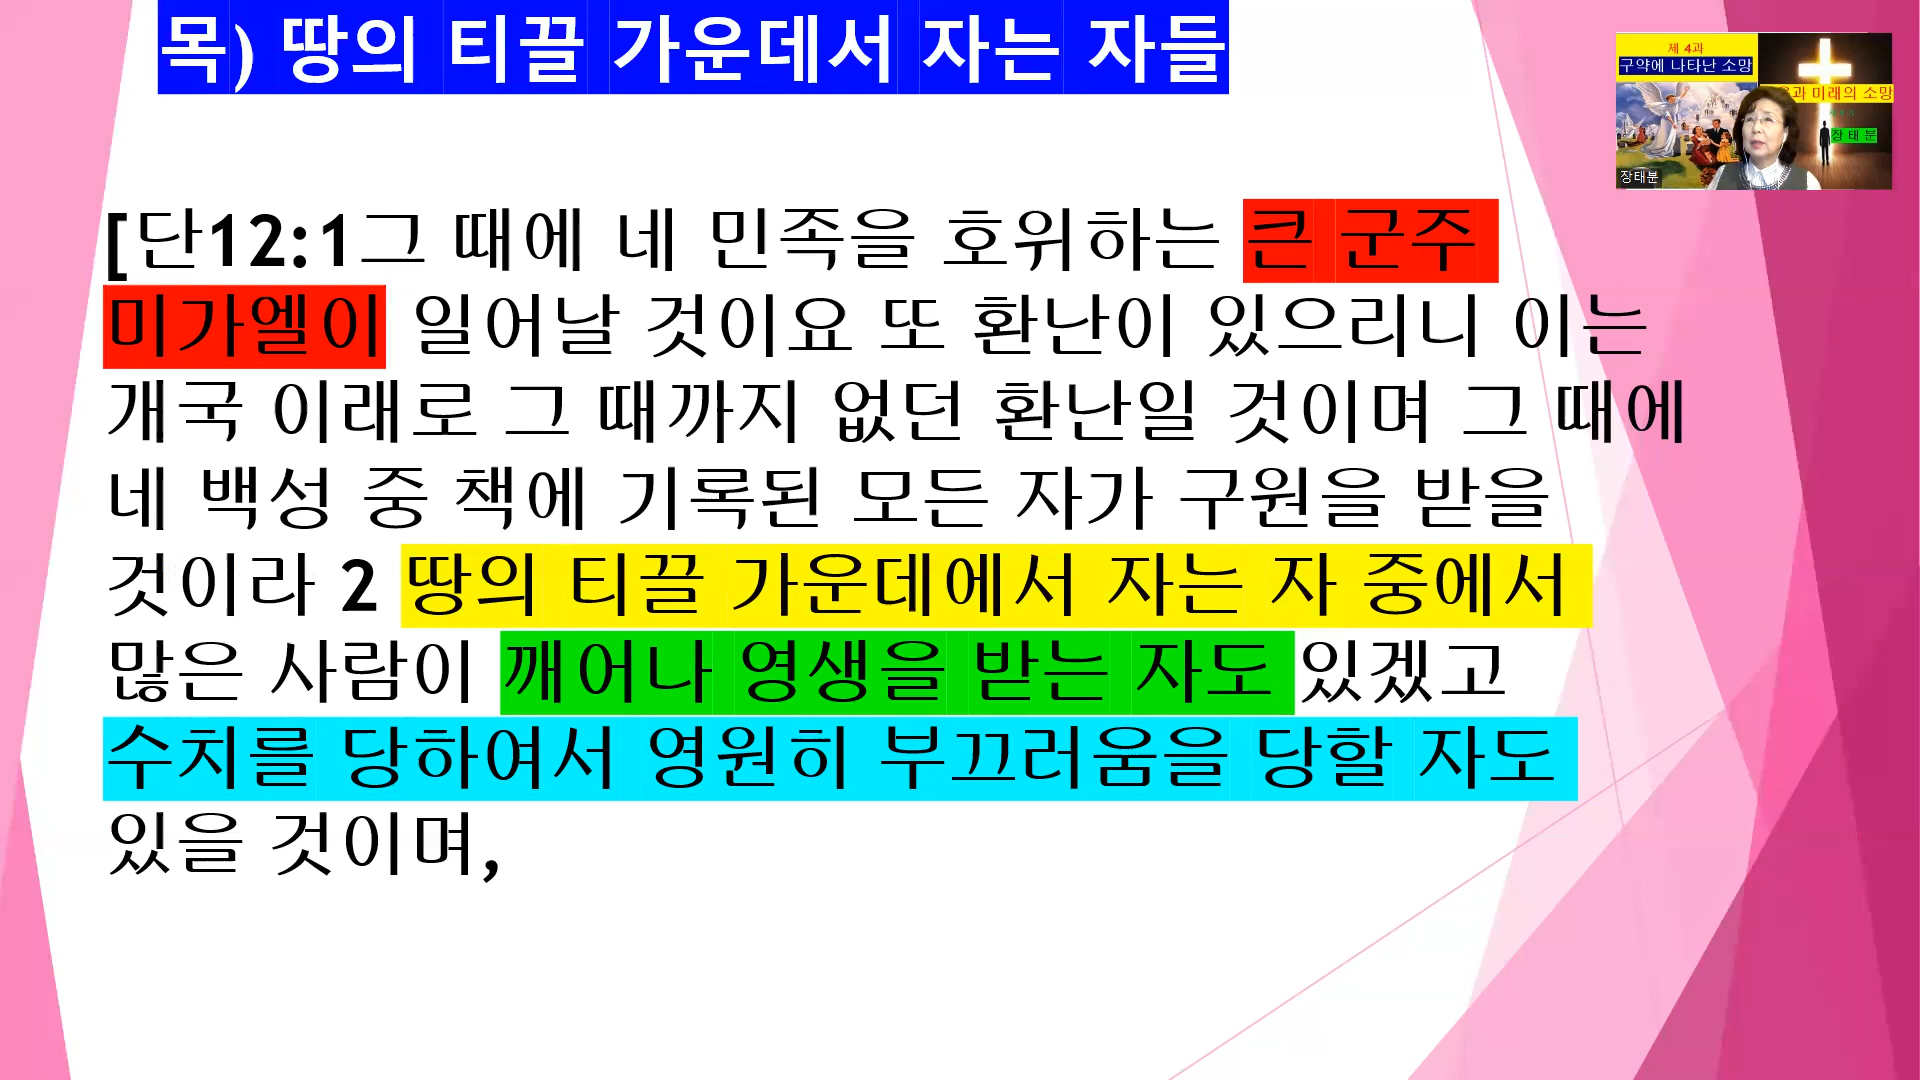 목) 땅의 티끌 가운데서 자는 자들
제 4과
구약에 나타난 소망
과 미래의 소망
장 태 분
장태분
[단12:1그 때에 네 민족을 호위하는 큰 군주
미가엘이 일어날 것이요 또 환난이 있으리니 이는
개국 이래로 그 때까지 없던 환난일 것이며 그 때에
네 백성 중 책에 기록된 모든 자가 구원을 받을
것이라 2 땅의 티끌 가운데에서 자는 자 중에서
많은 사람이 깨어나 영생을 받는 자도 있겠고
수치를 당하여서 영원히 부끄러움을 당할 자도
있을 것이며,